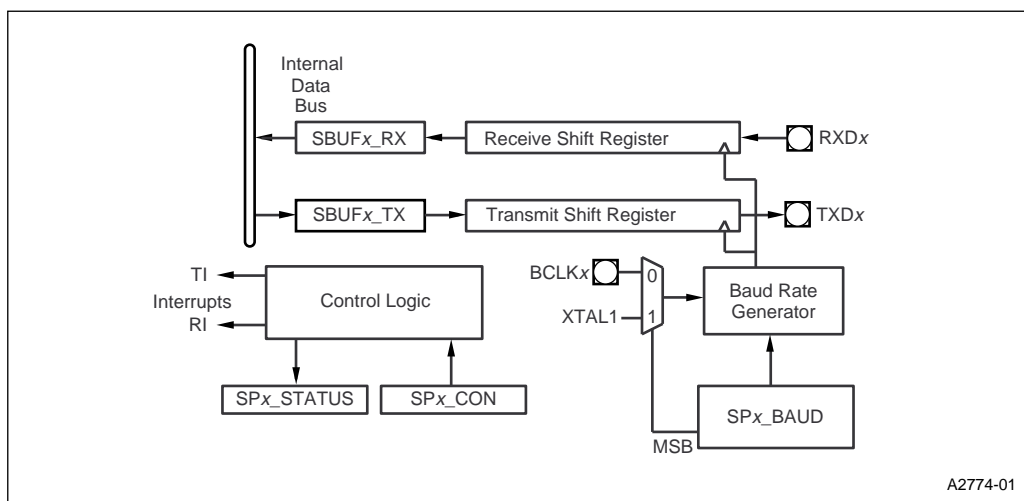 Internal
Data
Bus
SBUFx_RX
Receive Shift Register
RXDx
SBUFx_TX
Transmit Shift Register
TXDx
TI
Interrupts
RI
Control Logic
BCLKx
0
XTAL1
1
Baud Rate
Generator
SPx_STATUS
SPx_CON
SPx_BAUD
MSB
A2774-01